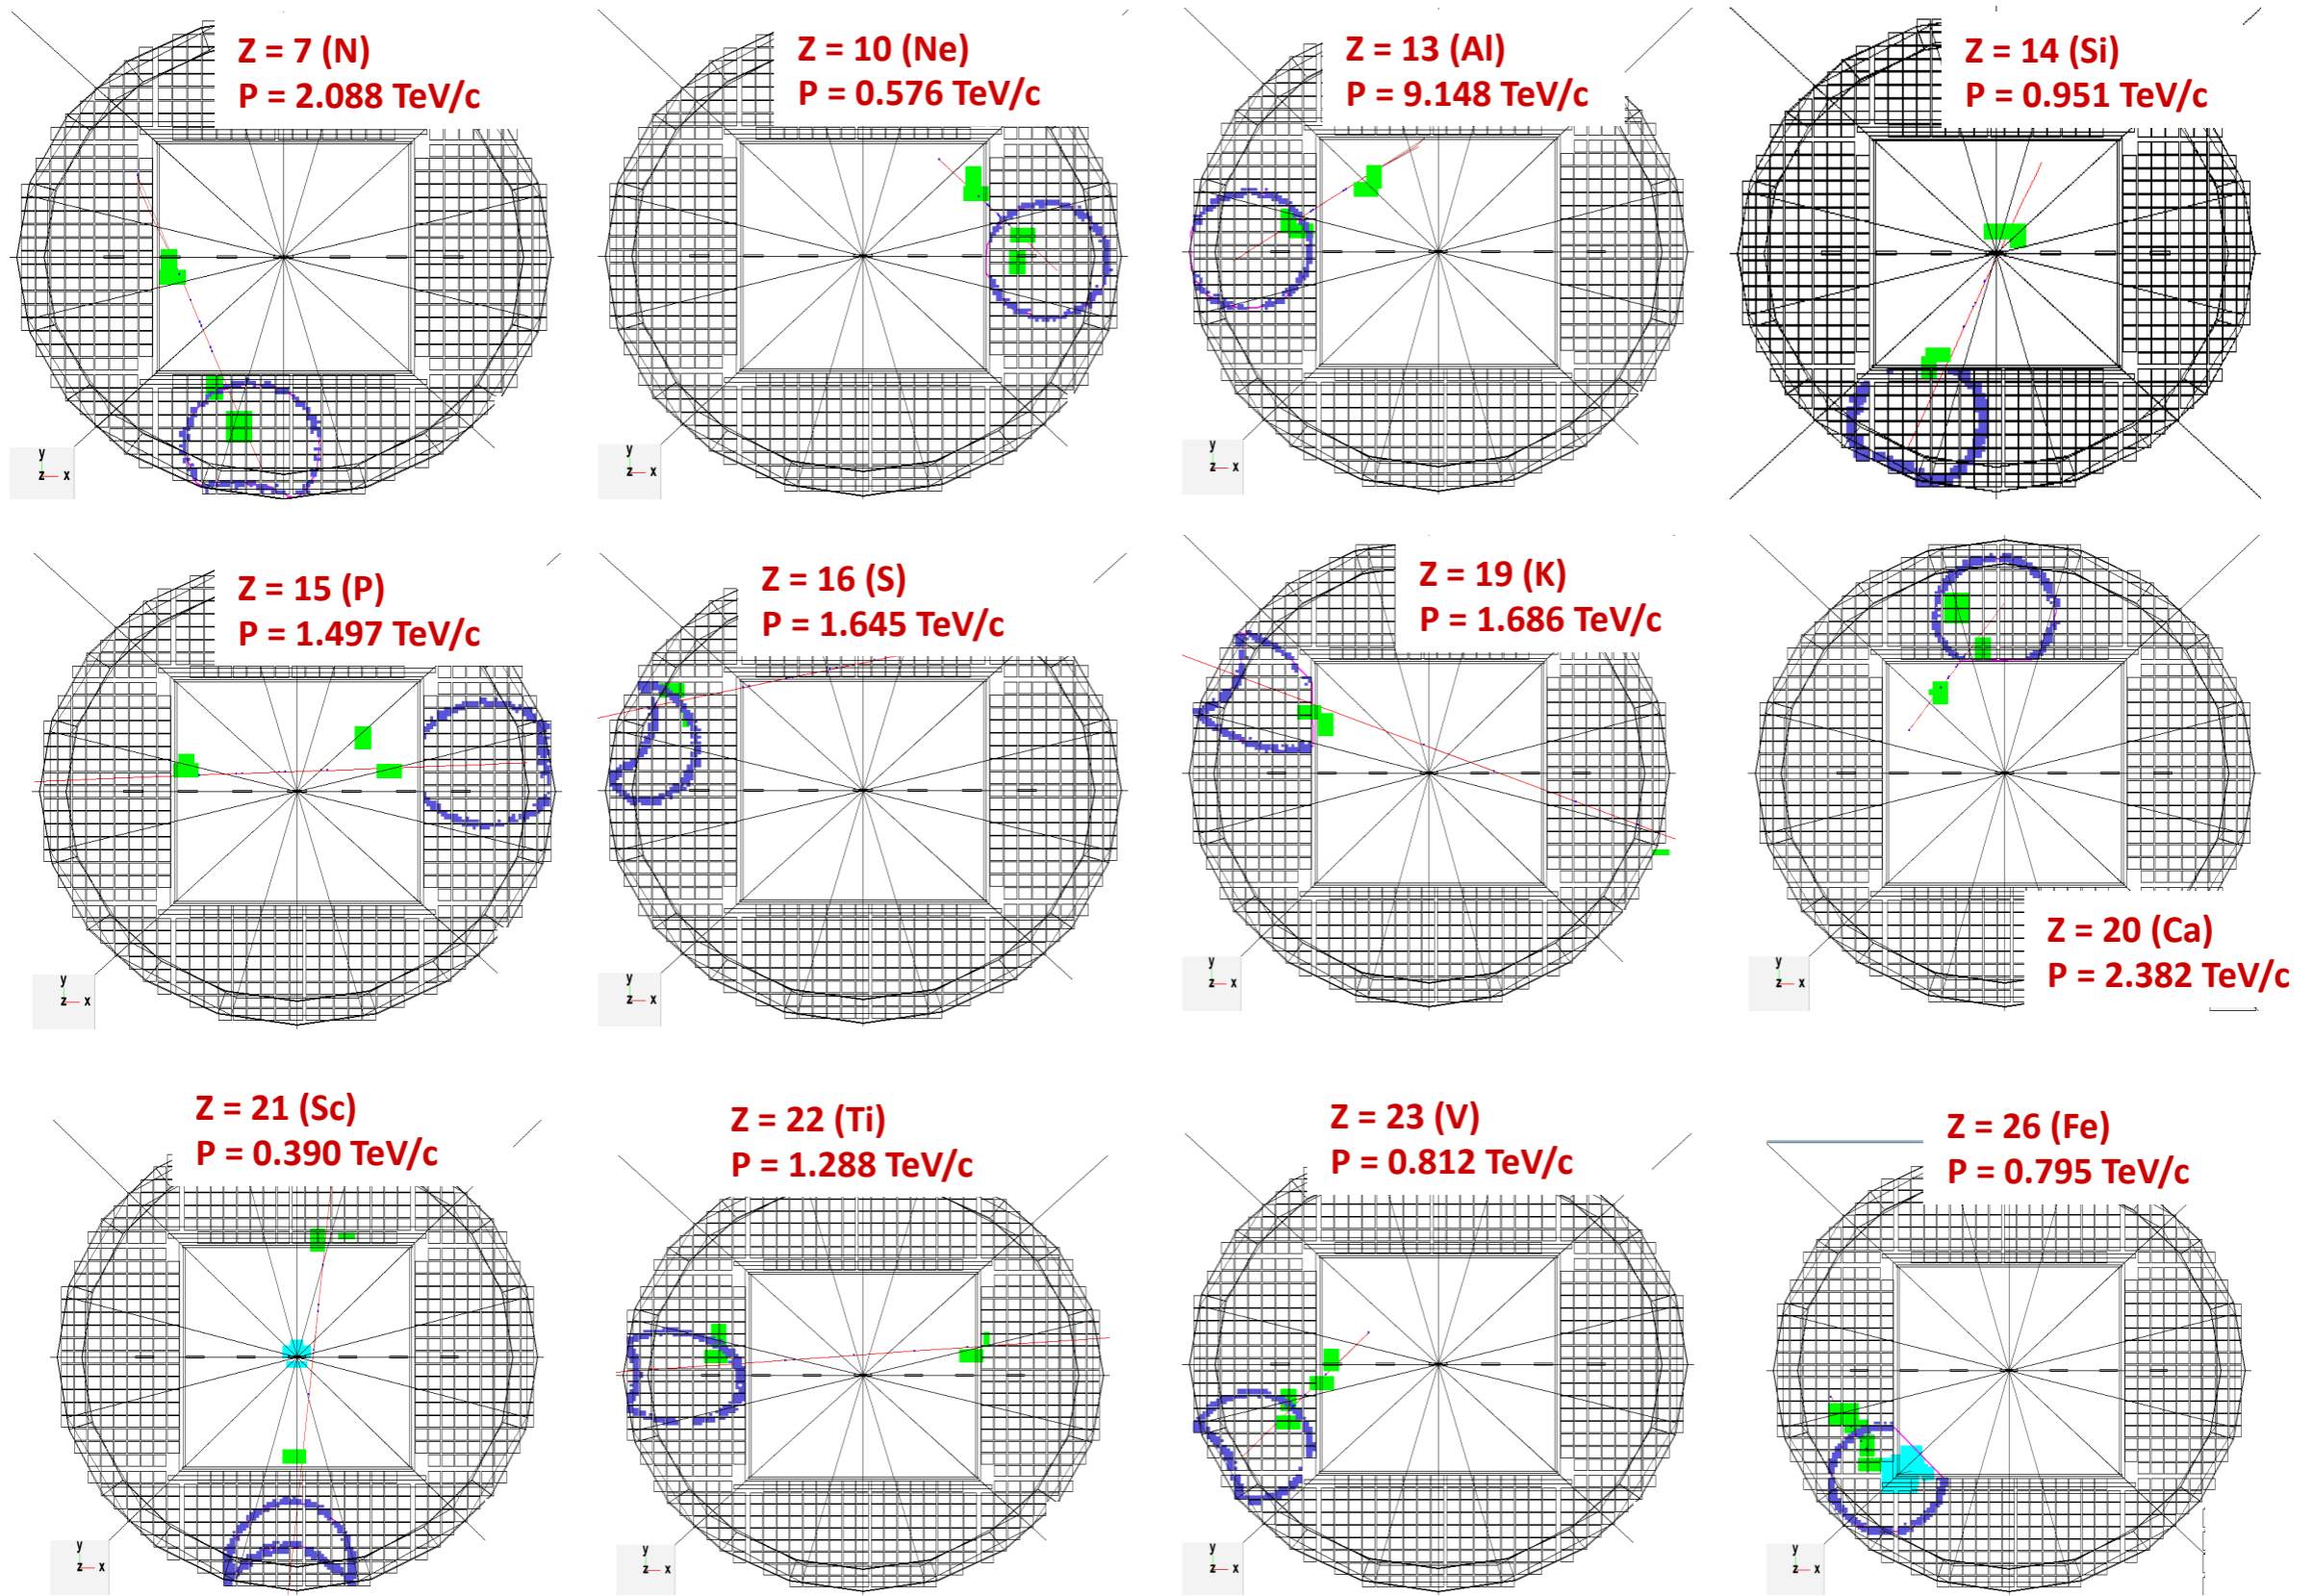 Z = 7 (N)
P = 2.088 TeV/c
Z = 10 (Ne)
P = 0.576 TeV/c
Z = 13 (Al)
P = 9.148 TeV/c
Z = 14 (Si)
P = 0.951 TeV/c
y
z x
y
z x
y
z x
y
z x
Z = 15 (P)
P = 1.497 TeV/c
Z = 16 (S)
P = 1.645 TeV/c
Z = 19 (K)
P = 1.686 TeV/c
Z = 20 (Ca)
P = 2.382 TeV/c
y
z x
y
z x
y
z x
y
z x
Z = 21 (Sc)
P = 0.390 TeV/c
Z = 22 (Ti)
P = 1.288 TeV/c
Z = 23 (V)
P = 0.812 TeV/c
Z = 26 (Fe)
P = 0.795 TeV/c
y
z x
y
z x
y
z x
y
z x